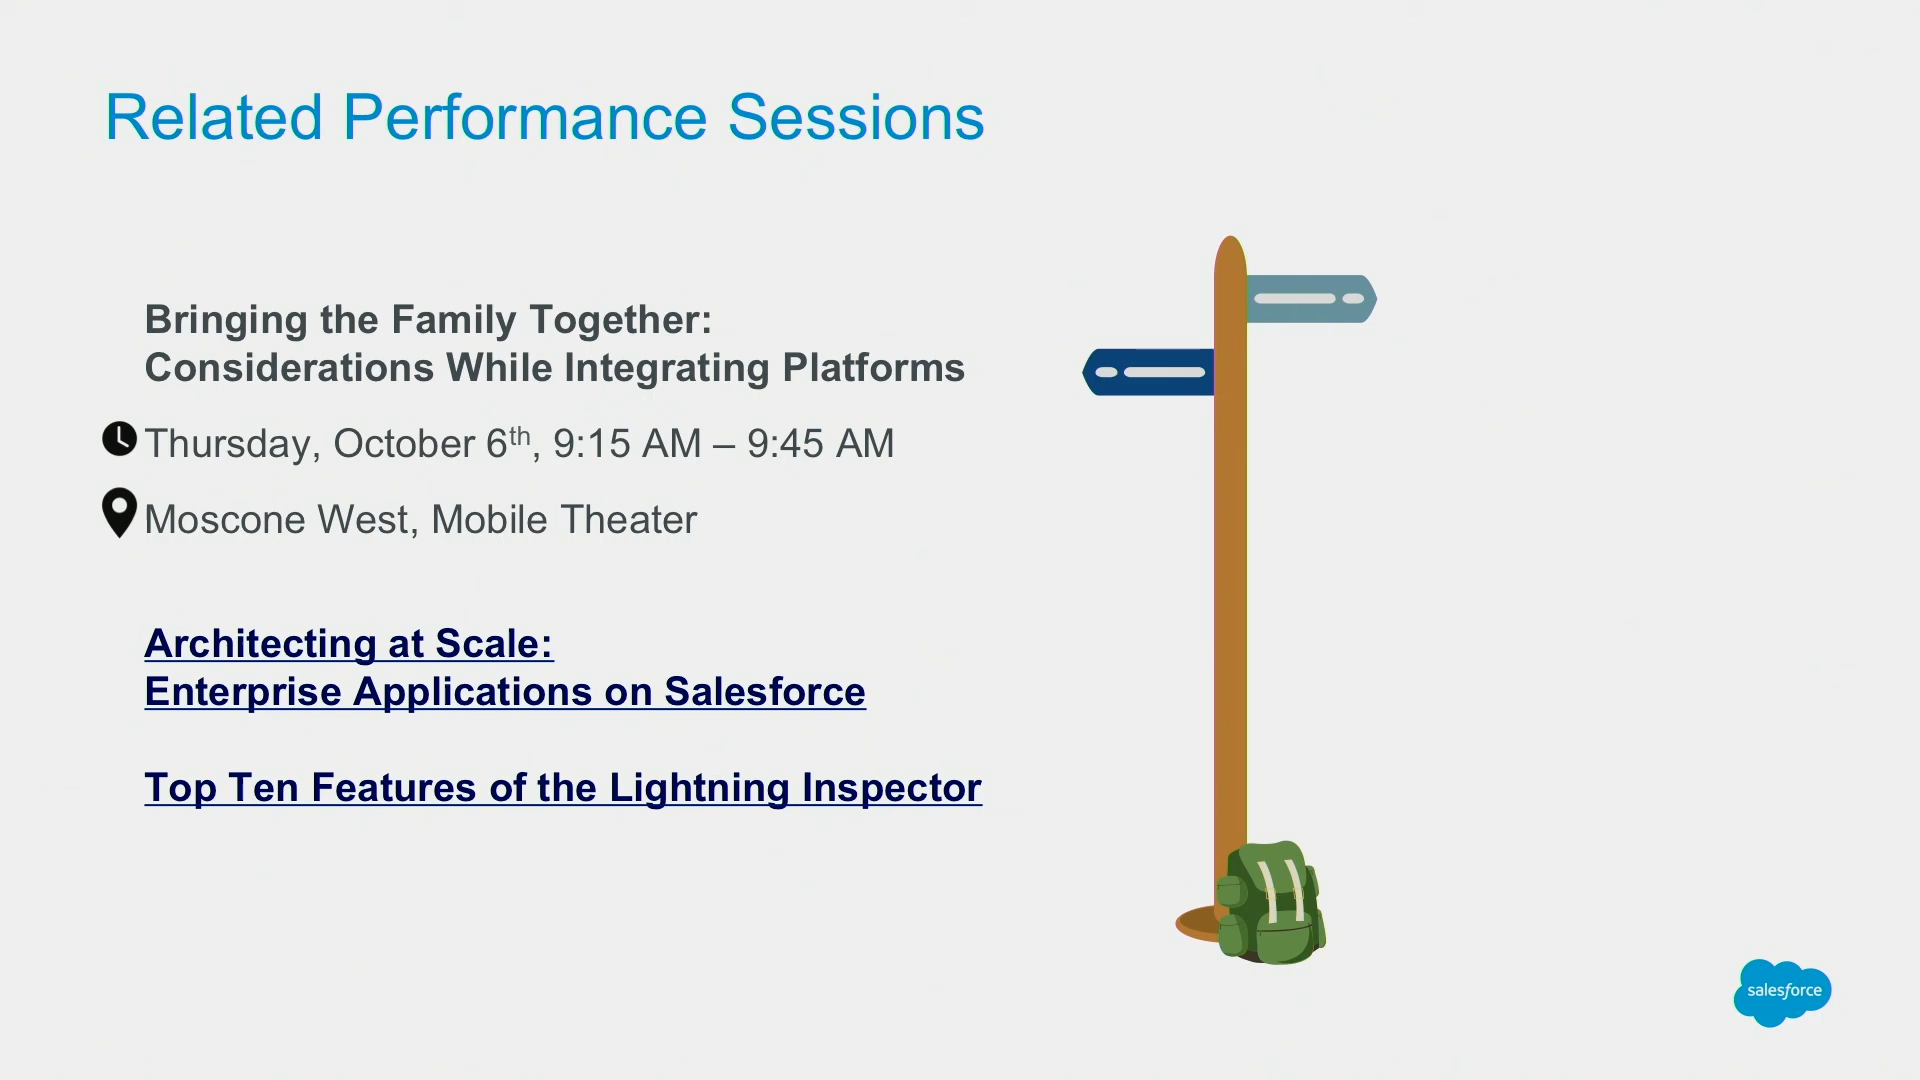 Related Performance Sessions
Bringing the Family Together:
Considerations While Integrating Platforms
Thursday, October 6th, 9:15 AM – 9:45 AM
Moscone West, Mobile Theater
Architecting at Scale:
Enterprise Applications on Salesforce
Top Ten Features of the Lightning Inspector
salesforce